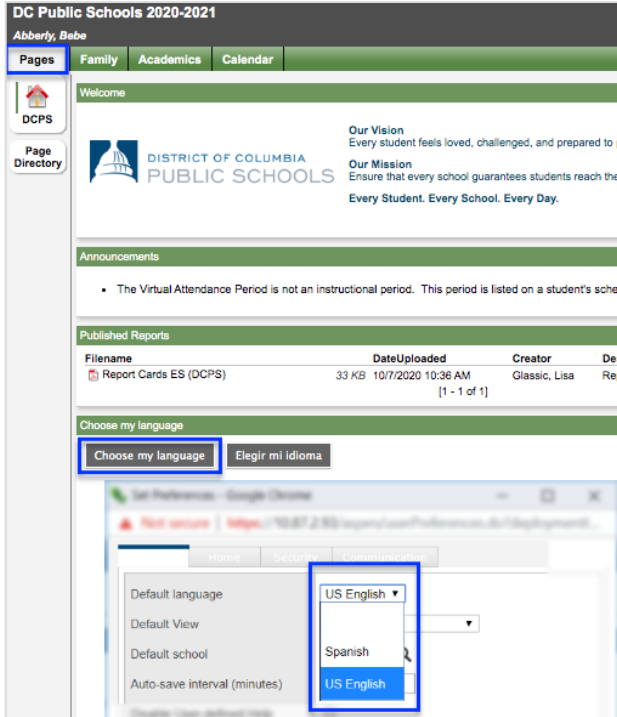 DC Public Schools 2020-2021
Abberly, Bebe
Pages Family Academics Calendar
DCPS
Page
Directory
Welcome
DISTRICT OF COLUMBIA
PUBLIC SCHOOLS
Our Vision
Every student feels loved, challenged, and prepared to
Our Mission
Ensure that every school guarantees students reach the
Every Student. Every School. Every Day.
Announcements
• The Virtual Attendance Period is not an instructional period. This period is listed on a student's sche
Published Reports
Filename DateUploaded Creator De
Report Cards ES (DCPS) 33 KB 10/7/2020 10:36 AM Glassic, Lisa Re
[1 - 1 of 1]
Choose my language
Choose my language Elegir mi idioma
Set Preferences - Google Chrome
Not secure
Home Security Communication
Default language US English ▼
Default View
Default school Spanish
Auto-save interval (minutes) US English